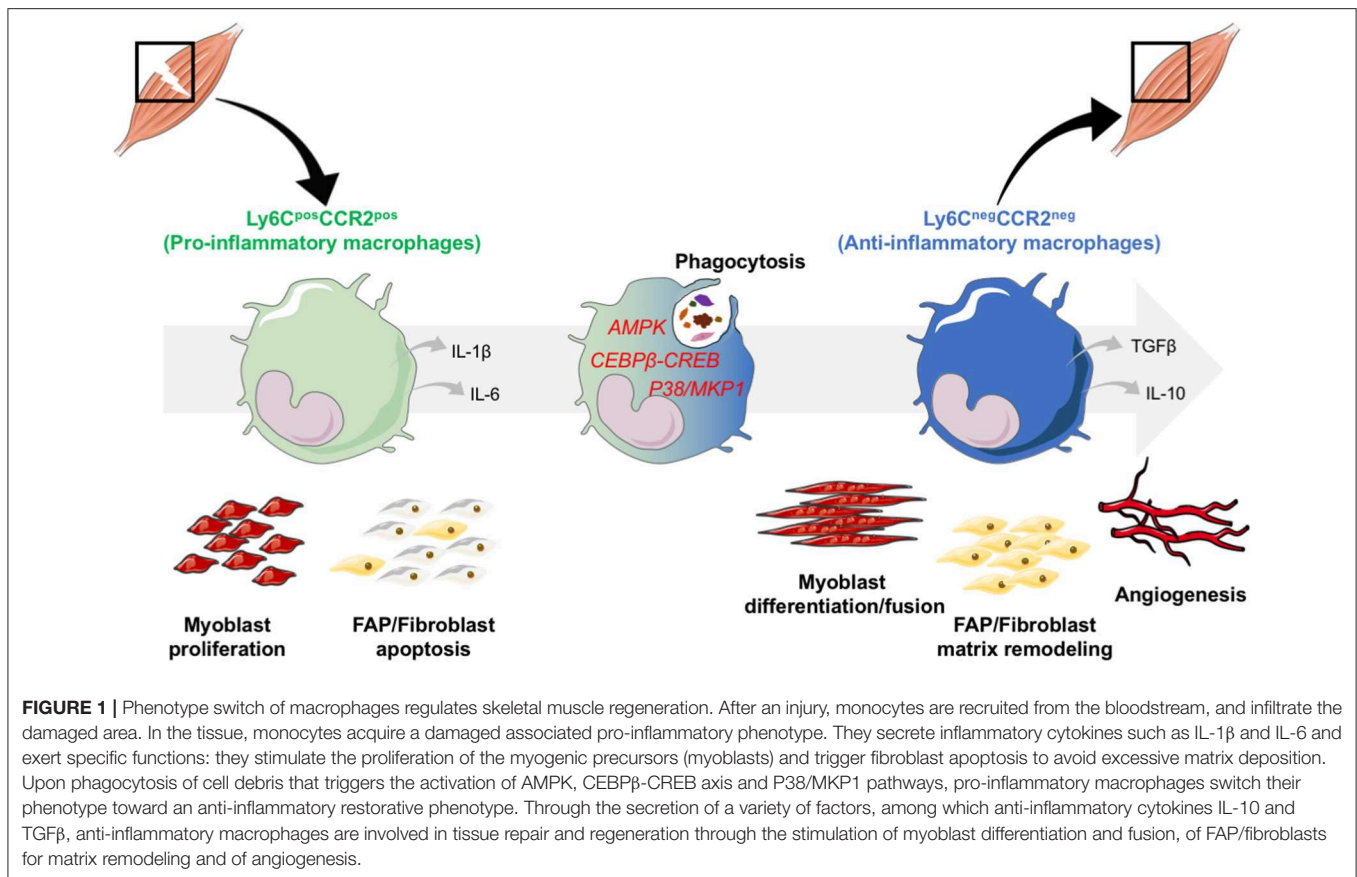 Ly6CposCCR2pos
(Pro-inflammatory macrophages)
Ly6CnegCCR2neg
(Anti-inflammatory macrophages)
Phagocytosis
AMPK
CEBPβ-CREB
P38/MKP1
IL-1β
IL-6
TGFβ
IL-10
Myoblast
proliferation
FAP/Fibroblast
apoptosis
Myoblast
differentiation/fusion
FAP/Fibroblast
matrix remodeling
Angiogenesis
FIGURE 1 | Phenotype switch of macrophages regulates skeletal muscle regeneration. After an injury, monocytes are recruited from the bloodstream, and infiltrate the
damaged area. In the tissue, monocytes acquire a damaged associated pro-inflammatory phenotype. They secrete inflammatory cytokines such as IL-1β and IL-6 and
exert specific functions: they stimulate the proliferation of the myogenic precursors (myoblasts) and trigger fibroblast apoptosis to avoid excessive matrix deposition.
Upon phagocytosis of cell debris that triggers the activation of AMPK, CEBPβ-CREB axis and P38/MKP1 pathways, pro-inflammatory macrophages switch their
phenotype toward an anti-inflammatory restorative phenotype. Through the secretion of a variety of factors, among which anti-inflammatory cytokines IL-10 and
TGFβ, anti-inflammatory macrophages are involved in tissue repair and regeneration through the stimulation of myoblast differentiation and fusion, of FAP/fibroblasts
for matrix remodeling and of angiogenesis.